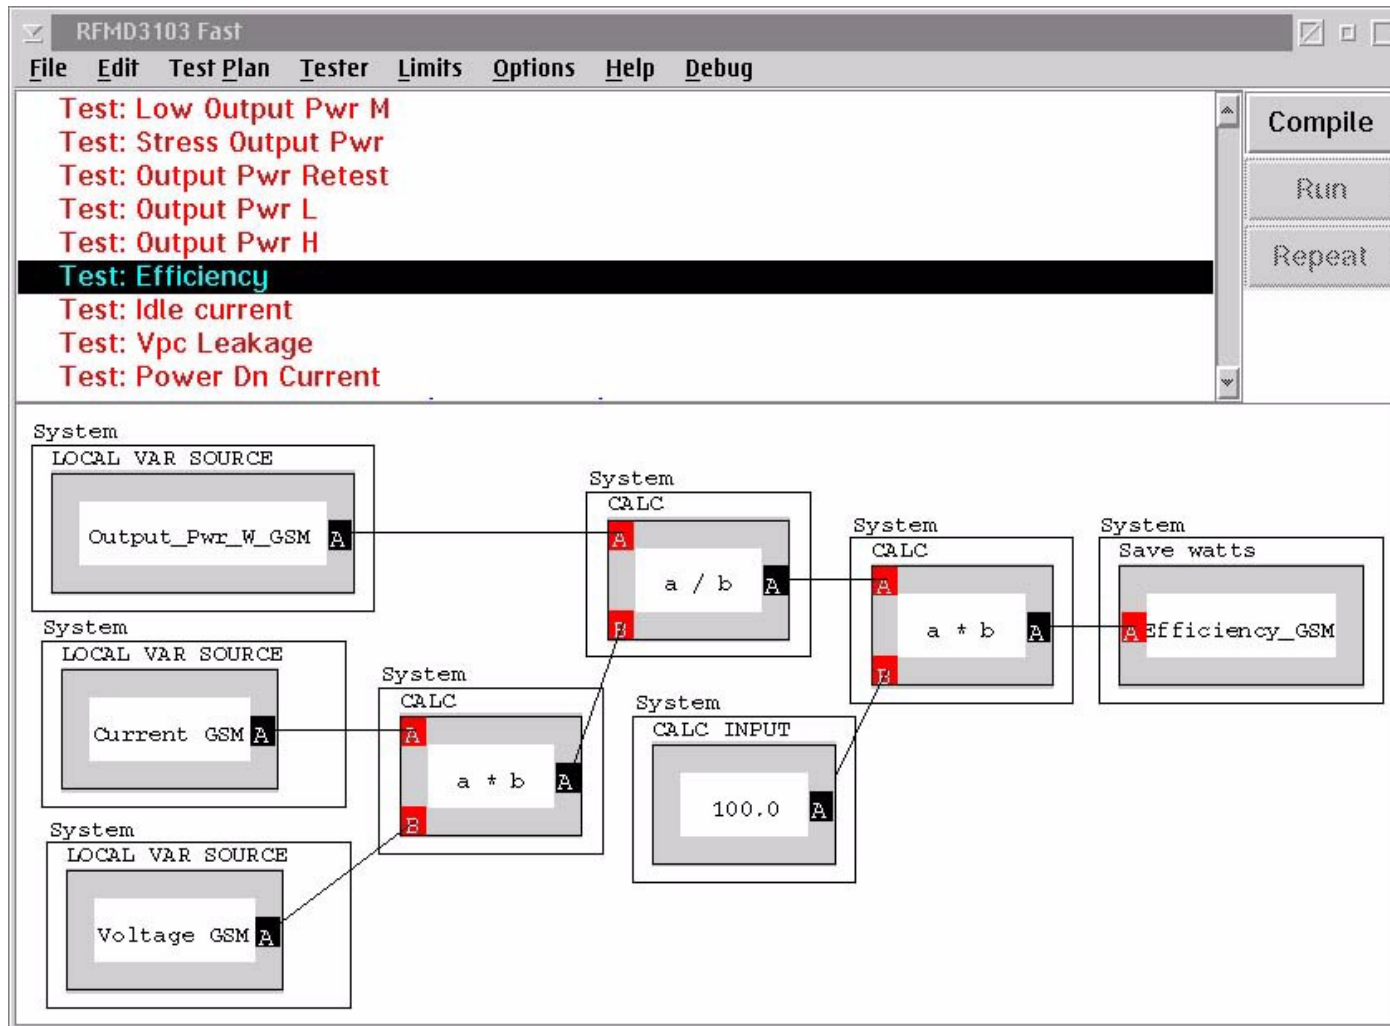 RFMD3103 Fast
File Edit Test Plan Tester Limits Options Help Debug
Test: Low Output Pwr M
Test: Stress Output Pwr
Test: Output Pwr Retest
Test: Output Pwr L
Test: Output Pwr H
Test: Efficiency
Test: Idle current
Test: Vpc Leakage
Test: Power Dn Current
Compile
Run
Repeat
System
LOCAL VAR SOURCE
Output_Pwr_W_GSM A
System
CALC
A
a / b A
B
System
CALC
A
a * b A
B
System
Save watts
A Efficiency_GSM
System
LOCAL VAR SOURCE
Current GSM A
System
CALC
A
a * b A
B
System
CALC INPUT
100.0 A
System
LOCAL VAR SOURCE
Voltage GSM A